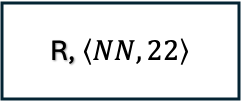 R, ⟨NN, 22⟩